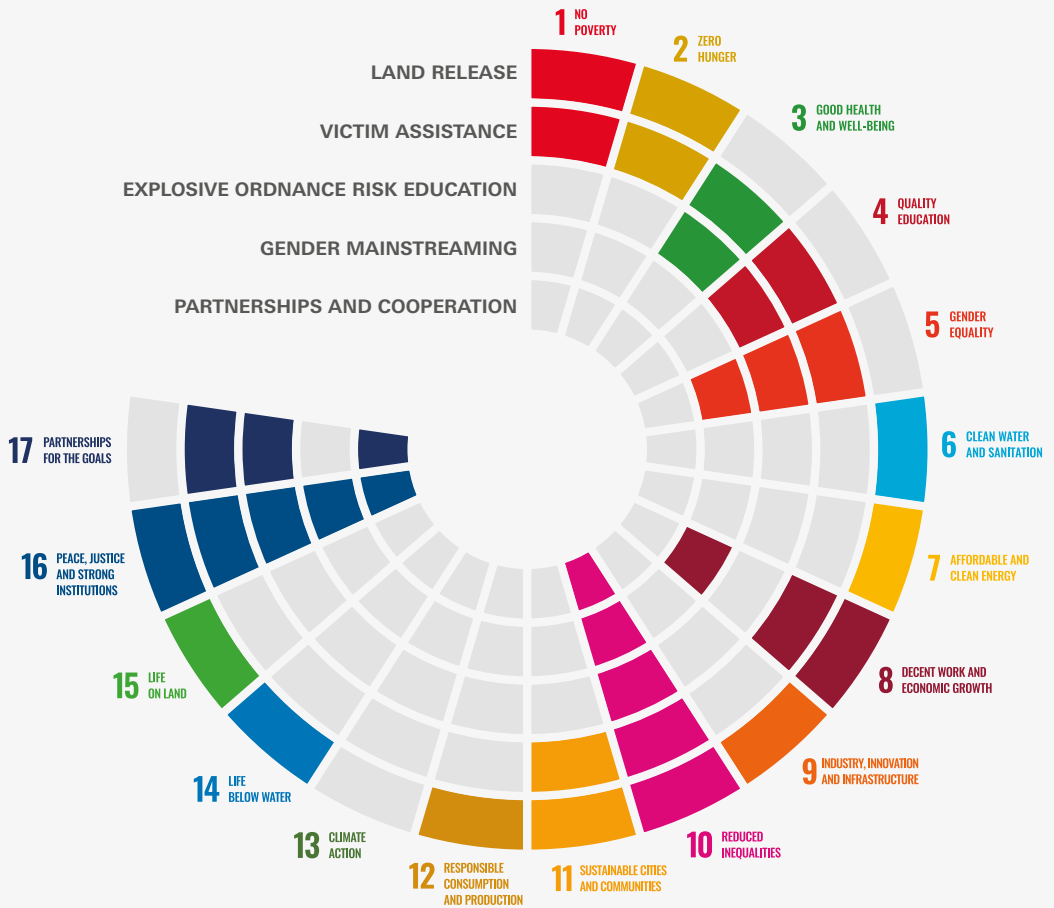 LAND RELEASE
VICTIM ASSISTANCE
EXPLOSIVE ORDNANCE RISK EDUCATION
GENDER MAINSTREAMING
PARTNERSHIPS AND COOPERATION
1 NO
POVERTY
2 ZERO
HUNGER
3 GOOD HEALTH
AND WELL-BEING
4 QUALITY
EDUCATION
5 GENDER
EQUALITY
6 CLEAN WATER
AND SANITATION
7 AFFORDABLE AND
CLEAN ENERGY
8 DECENT WORK AND
ECONOMIC GROWTH
9 INDUSTRY, INNOVATION
AND INFRASTRUCTURE
10 REDUCED
INEQUALITIES
11 SUSTAINABLE CITIES
AND COMMUNITIES
12 RESPONSIBLE
CONSUMPTION
AND PRODUCTION
13 CLIMATE
ACTION
14 LIFE
BELOW WATER
15 LIFE
ON LAND
16 PEACE, JUSTICE
AND STRONG
INSTITUTIONS
17 PARTNERSHIPS
FOR THE GOALS